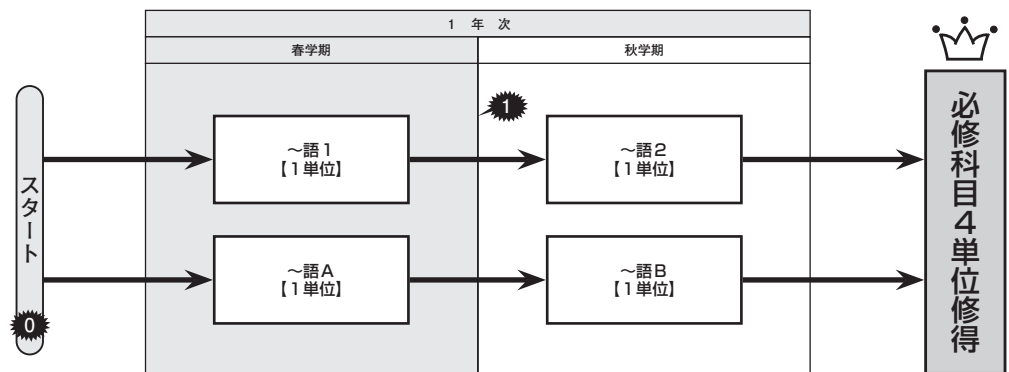 1 年 次
春学期
秋学期
スタート
0
～語1
【1単位】
1
～語2
【1単位】
～語A
【1単位】
～語B
【1単位】
必修科目4単位修得